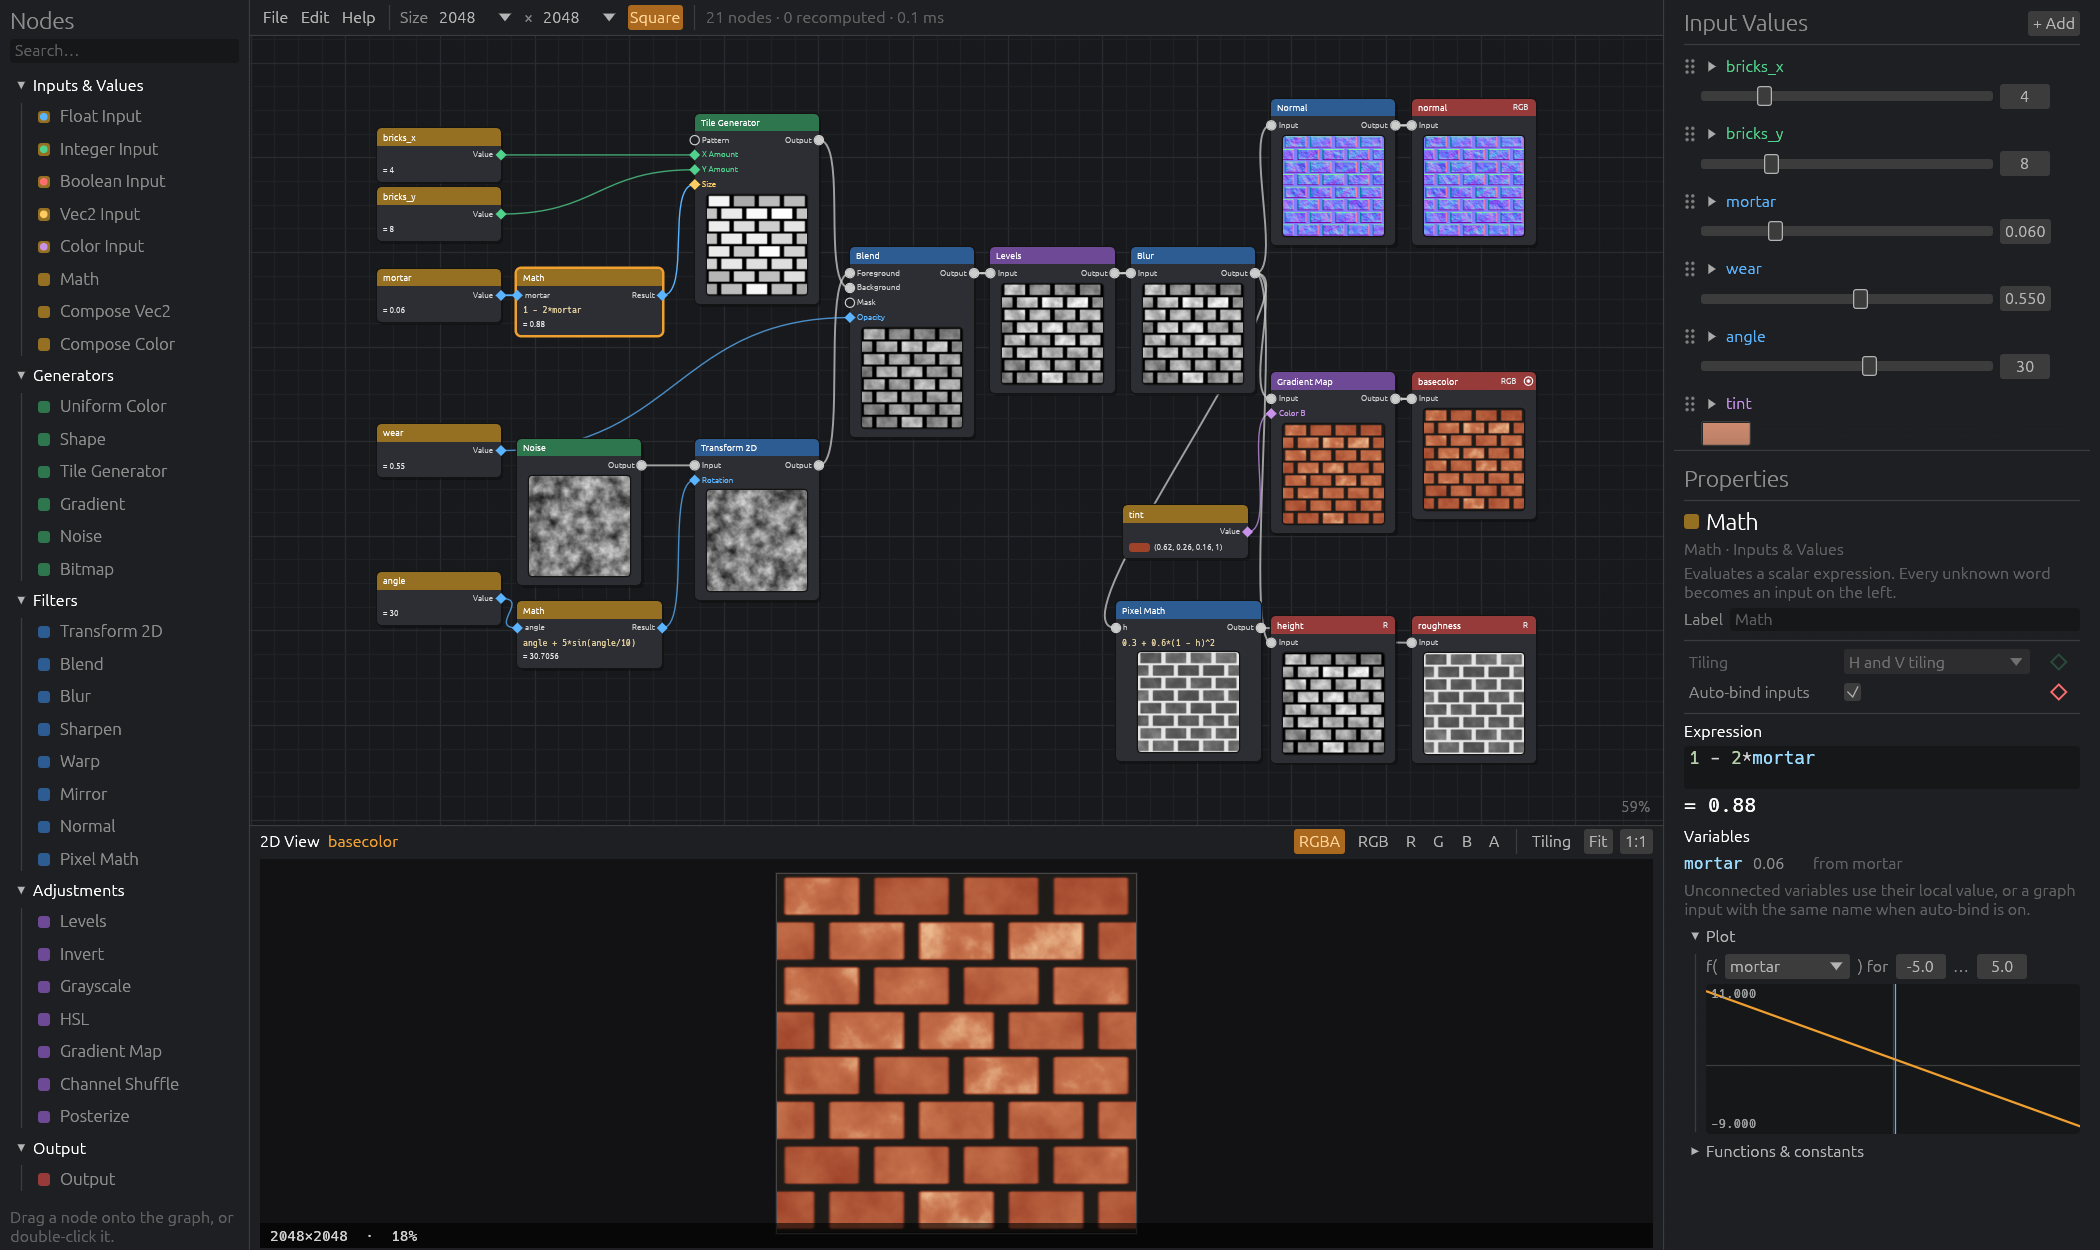 Nodes
Search…
Inputs & Values
Float Input
Integer Input
Boolean Input
Vec2 Input
Color Input
Math
Compose Vec2
Compose Color
Generators
Uniform Color
Shape
Tile Generator
Gradient
Noise
Bitmap
Filters
Transform 2D
Blend
Blur
Sharpen
Warp
Mirror
Normal
Pixel Math
Adjustments
Levels
Invert
Grayscale
HSL
Gradient Map
Channel Shuffle
Posterize
Output
Output
Drag a node onto the graph, or
double-click it.
File Edit Help Size 2048 × 2048 Square 21 nodes · 0 recomputed · 0.1 ms
bricks_x
Value
= 4
bricks_y
Value
= 8
mortar
Value
= 0.06
Math
mortar Result
1 - 2*mortar
= 0.88
Tile Generator
Pattern Output
X Amount
Y Amount
Size
wear
Value
= 0.55
Noise
Output
Transform 2D
Input Output
Rotation
angle
Value
= 30
Math
angle Result
angle + 5*sin(angle/10)
= 30.7056
Blend
Foreground Output
Background
Mask
Opacity
Levels
Input Output
Blur
Input Output
Normal
Input Output
normal RGB
Input
Gradient Map
Input Output
Color B
basecolor RGB
Input
tint
Value
(0.62, 0.26, 0.16, 1)
Pixel Math
h Output
0.3 + 0.6*(1 - h)^2
height R
Input
roughness R
Input
59%
2D View basecolor RGBA RGB R G B A Tiling Fit 1:1
2048×2048 · 18%
Input Values + Add
bricks_x
4
bricks_y
8
mortar
0.060
wear
0.550
angle
30
tint
Properties
Math
Math · Inputs & Values
Evaluates a scalar expression. Every unknown word
becomes an input on the left.
Label Math
Tiling H and V tiling
Auto-bind inputs
Expression
1 - 2*mortar
= 0.88
Variables
mortar 0.06 from mortar
Unconnected variables use their local value, or a graph
input with the same name when auto-bind is on.
Plot
f( mortar ) for -5.0 … 5.0
11.000
-9.000
Functions & constants